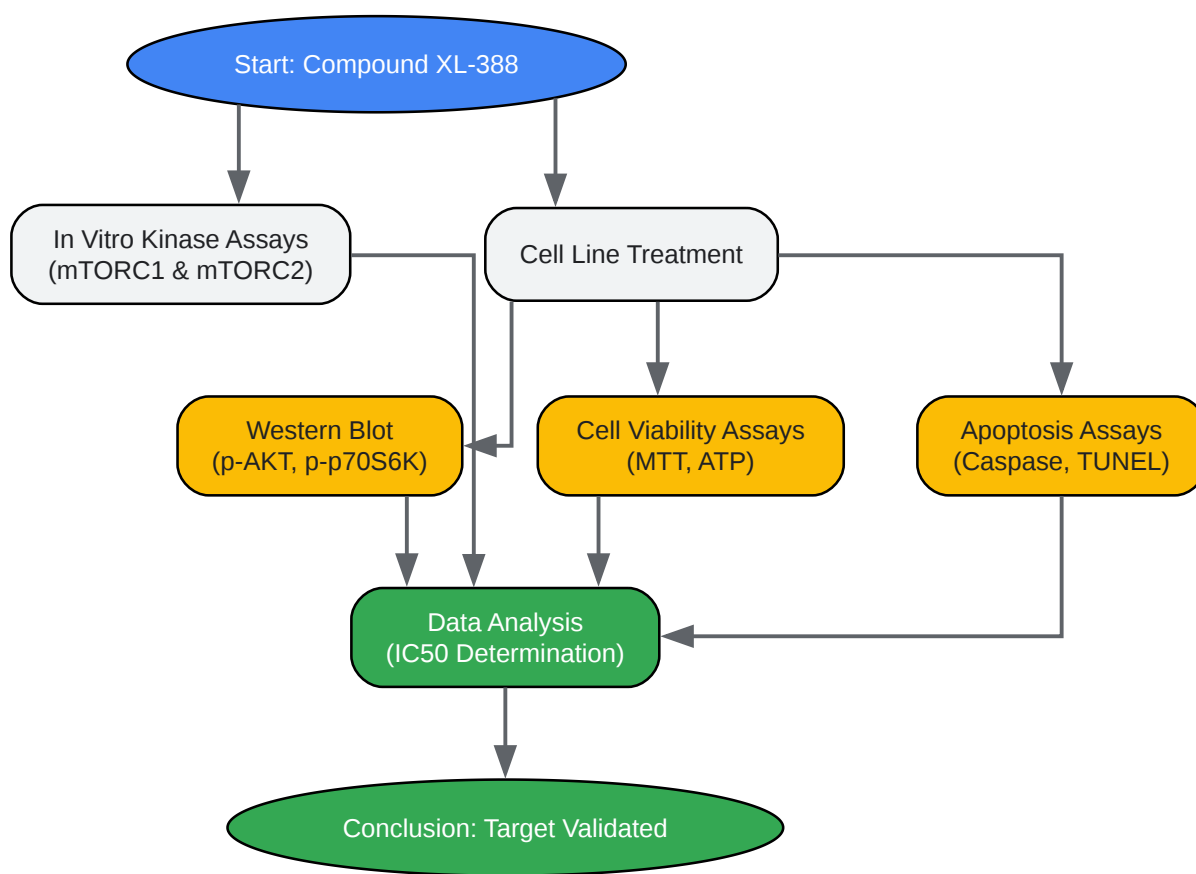 Start: Compound XL-388
In Vitro Kinase Assays
(mTORC1 & mTORC2)
Cell Line Treatment
Western Blot
(p-AKT, p-p70S6K)
Cell Viability Assays
(MTT, ATP)
Apoptosis Assays
(Caspase, TUNEL)
Data Analysis
(IC50 Determination)
Conclusion: Target Validated